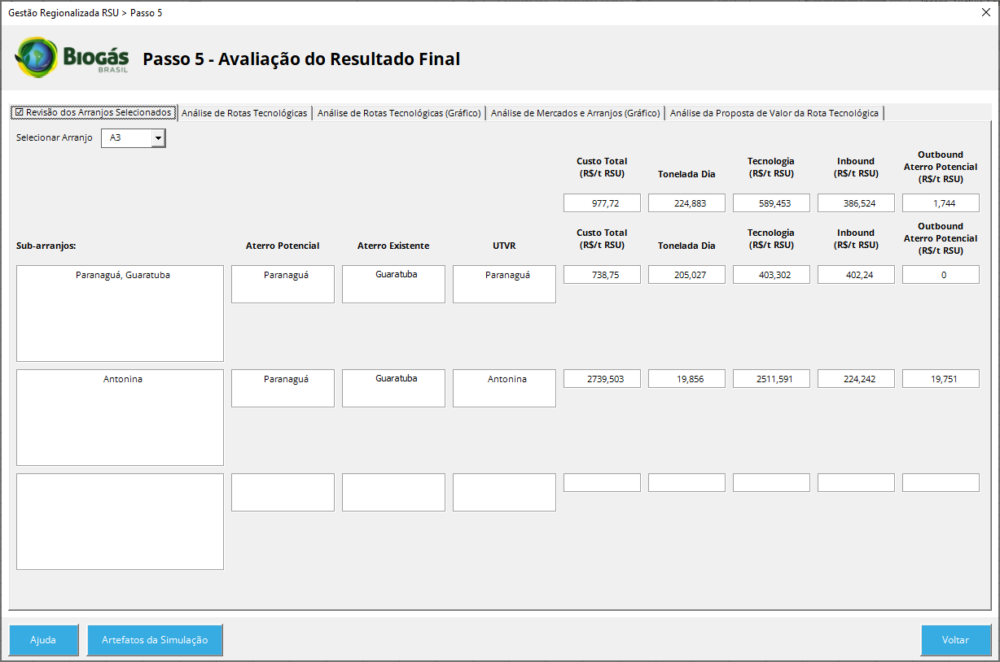 Gestão Regionalizada RSU > Passo 5
BIOGÁS
BRASIL
Passo 5 - Avaliação do Resultado Final
Revisão dos Arranjos Selecionados
Análise de Rotas Tecnológicas
Análise de Rotas Tecnológicas (Gráfico)
Análise de Mercados e Arranjos (Gráfico)
Análise da Proposta de Valor da Rota Tecnológica
Selecionar Arranjo
A3
Custo Total
(R$/t RSU)
Tonelada Dia
Tecnologia
(R$/t RSU)
Inbound
(R$/t RSU)
Outbound
Aterro Potencial
(R$/t RSU)
977,72
224,883
589,453
386,524
1,744
Sub-arranjos:
Aterro Potencial
Aterro Existente
UTVR
Custo Total
(R$/t RSU)
Tonelada Dia
Tecnologia
(R$/t RSU)
Inbound
(R$/t RSU)
Outbound
Aterro Potencial
(R$/t RSU)
Paranaguá, Guaratuba
Paranaguá
Guaratuba
Paranaguá
738,75
205,027
403,302
402,24
0
Antonina
Paranaguá
Guaratuba
Antonina
2739,503
19,856
2511,591
224,242
19,751
Ajuda
Artefatos da Simulação
Voltar